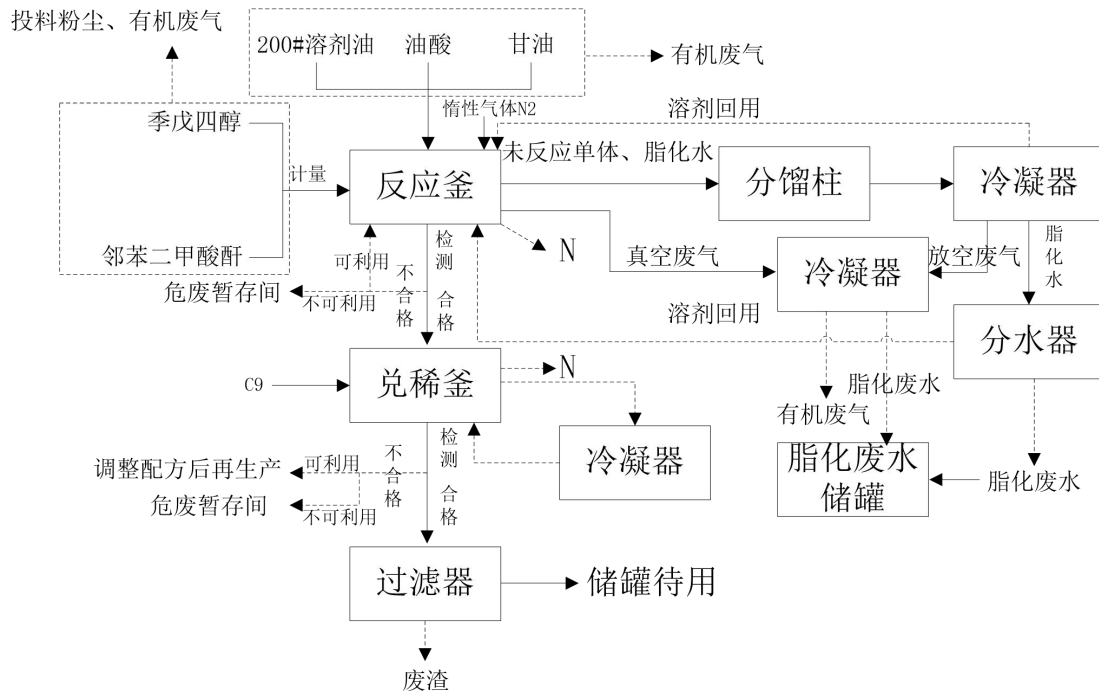 投料粉尘、有机废气
200#溶剂油
油酸
甘油
有机废气
惰性气体N2
溶剂回用
季戊四醇
计量
邻苯二甲酸酐
反应釜
未反应单体、脂化水
分馏柱
冷凝器
N
真空废气
冷凝器
放空废气
脂化水
可利用
不可利用
危废暂存间
检测
不合格
合格
溶剂回用
分水器
C9
兑稀釜
N
冷凝器
脂化废水
有机废气
脂化废水储罐
脂化废水
检测
不合格
合格
可利用
调整配方后再生产
不可利用
危废暂存间
过滤器
储罐待用
废渣